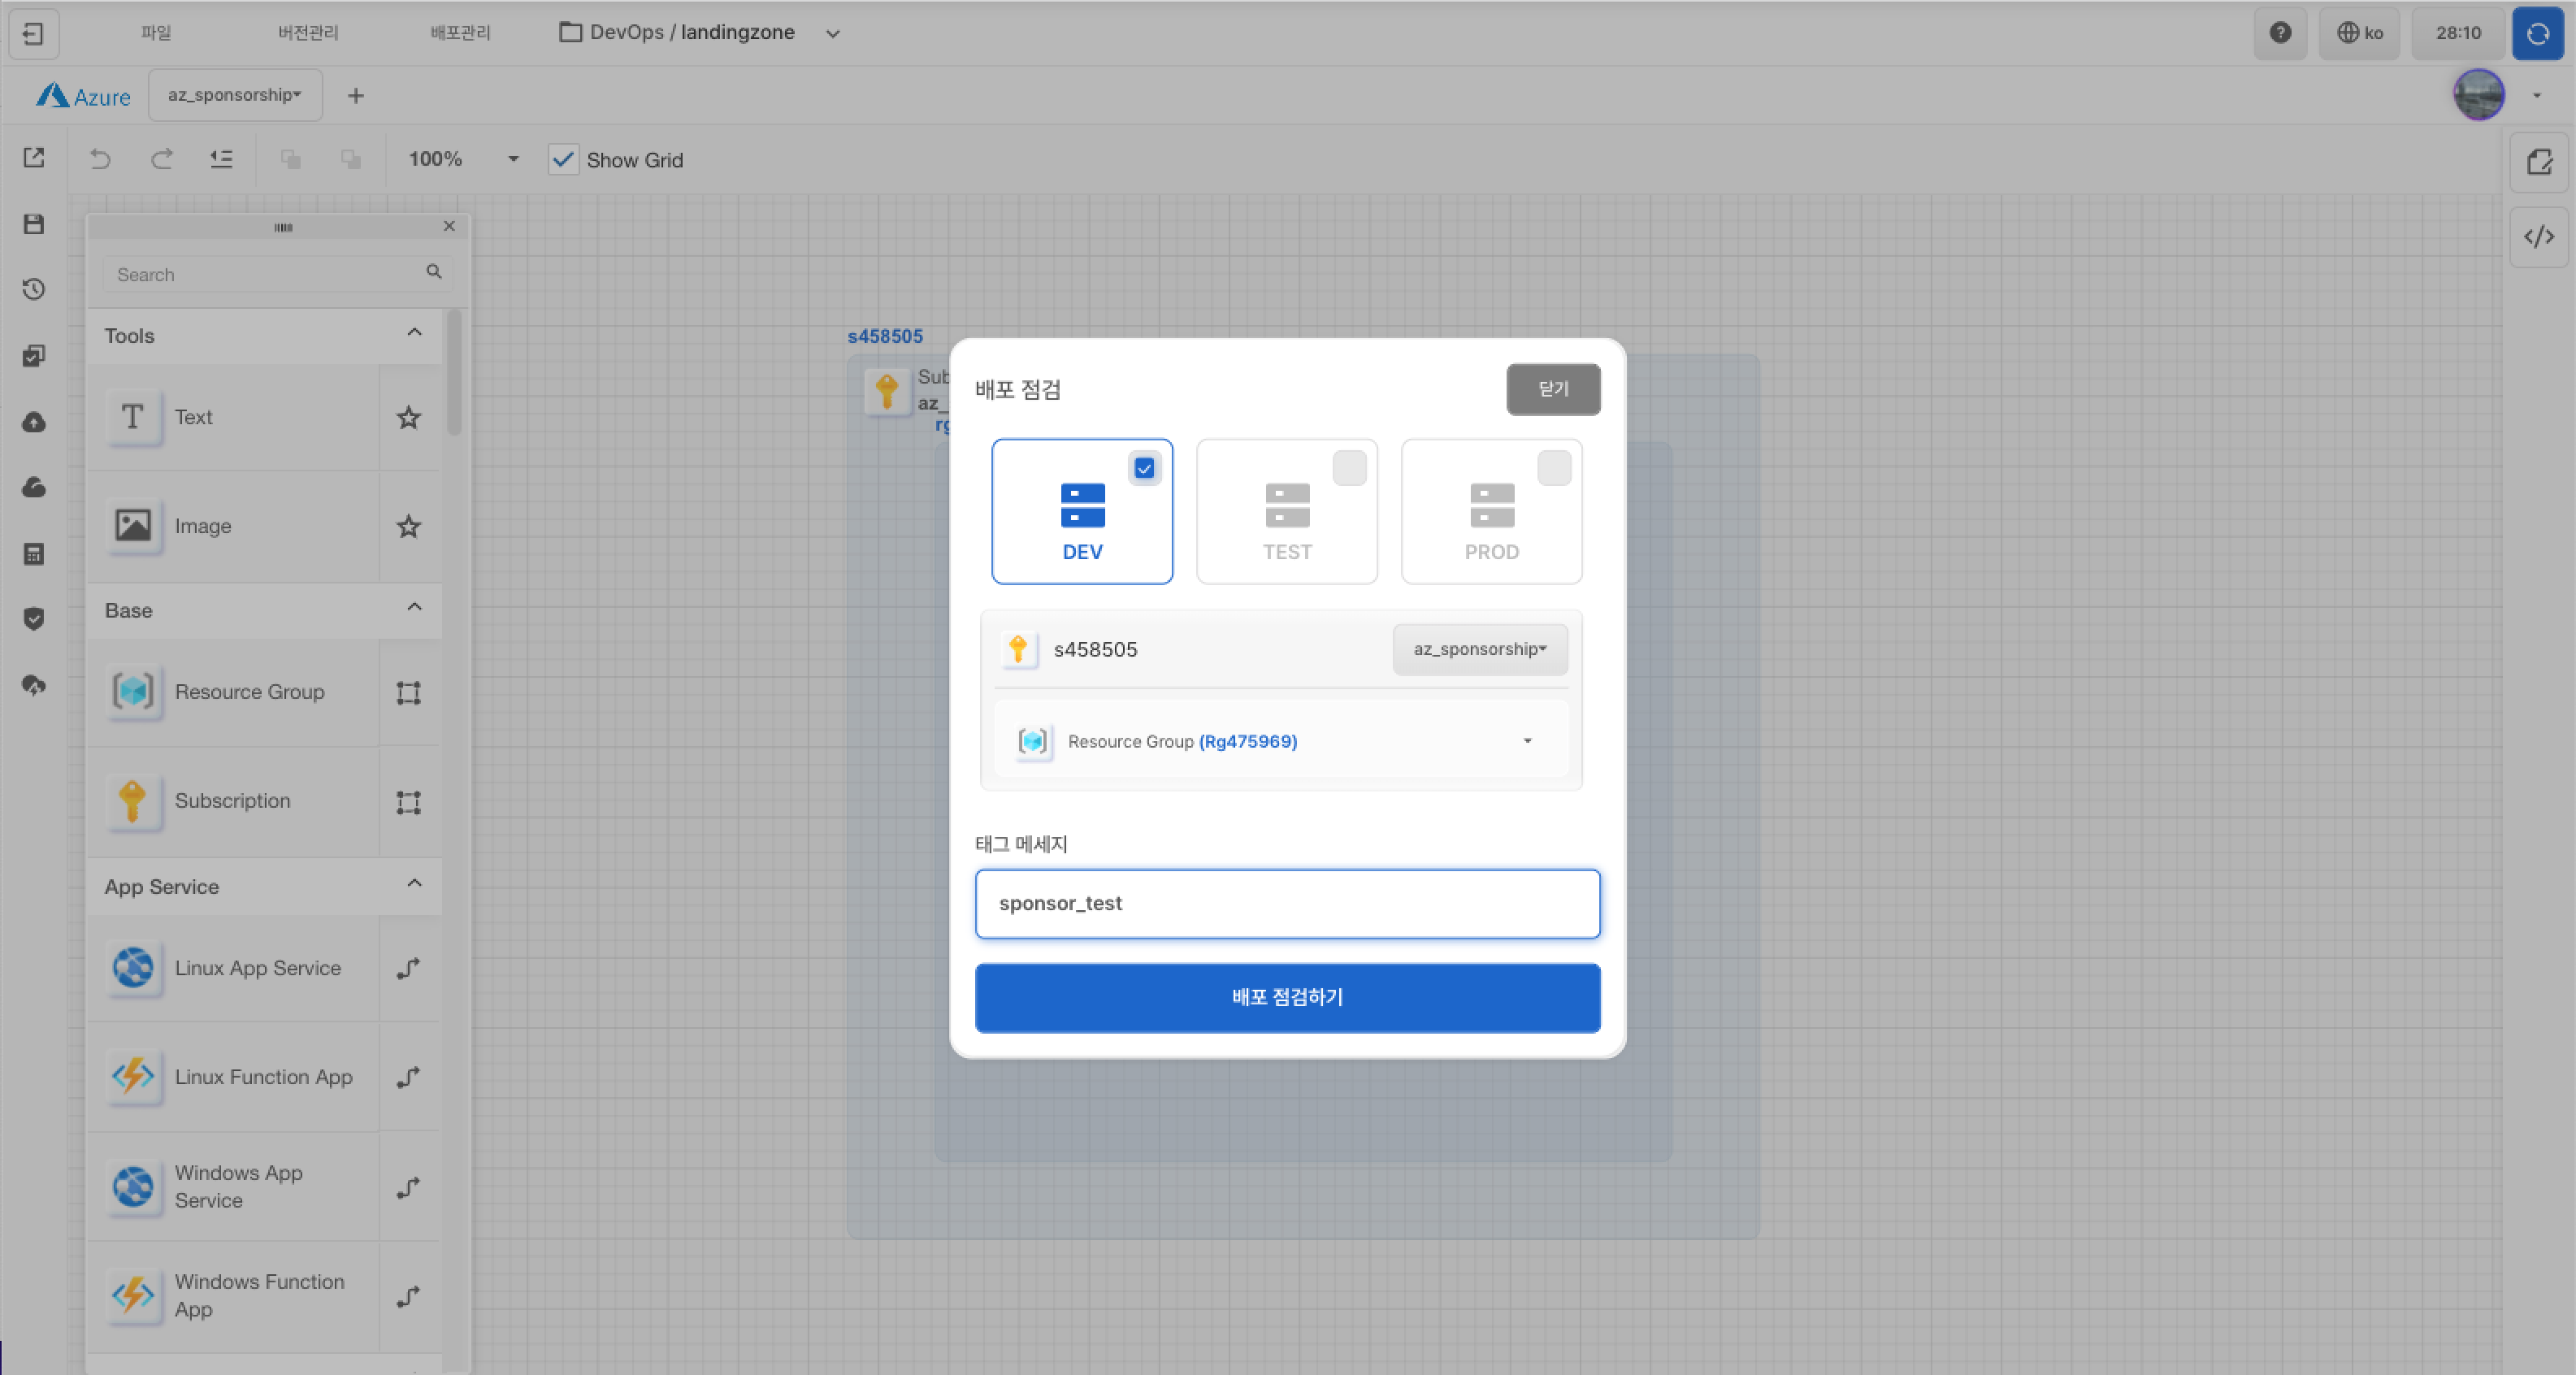 파일
버전관리
배포관리
DevOps / landingzone
ko
28:10
Azure
az_sponsorship
100%
Show Grid
Search
Tools
Text
Image
Base
Resource Group
Subscription
App Service
Linux App Service
Linux Function App
Windows App
Service
Windows Function
App
s458505
Sub
az_
rg
배포 점검
닫기
DEV
TEST
PROD
s458505
az_sponsorship
Resource Group (Rg475969)
태그 메세지
sponsor_test
배포 점검하기